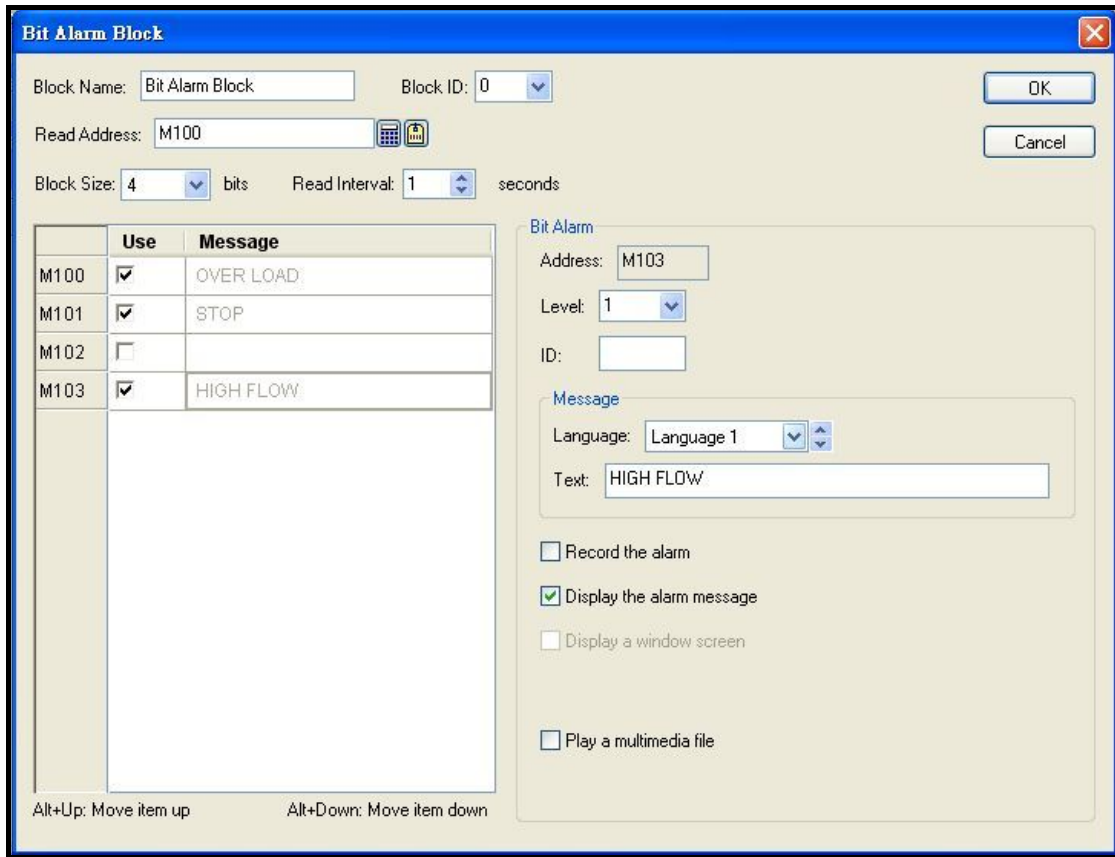 Bit Alarm Block
Block Name: Bit Alarm Block Block ID: 0 OK
Read Address: M100 Cancel
Block Size: 4 bits Read Interval: 1 seconds
Use Message
M100 OVER LOAD
M101 STOP
M102
M103 HIGH FLOW
Alt+Up: Move item up Alt+Down: Move item down
Bit Alarm
Address: M103
Level: 1
ID:
Message
Language: Language 1
Text: HIGH FLOW
Record the alarm
Display the alarm message
Display a window screen
Play a multimedia file